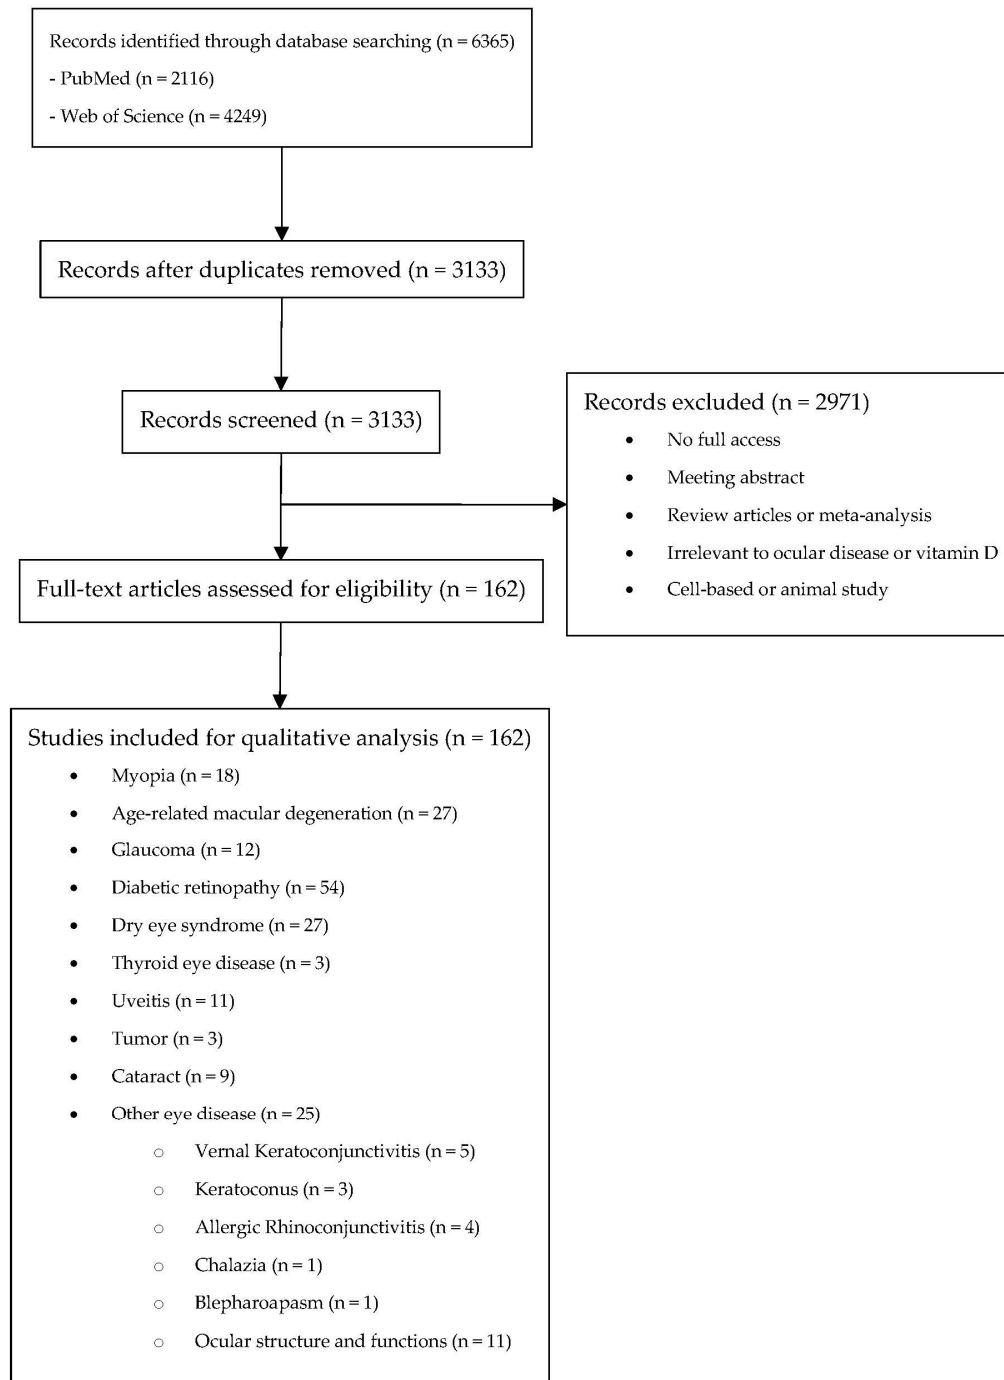 Records identified through database searching (n = 6365)
- PubMed (n = 2116)
- Web of Science (n = 4249)
Records after duplicates removed (n = 3133)
Records screened (n = 3133)
Records excluded (n = 2971)
• No full access
• Meeting abstract
• Review articles or meta-analysis
• Irrelevant to ocular disease or vitamin D
• Cell-based or animal study
Full-text articles assessed for eligibility (n = 162)
Studies included for qualitative analysis (n = 162)
• Myopia (n = 18)
• Age-related macular degeneration (n = 27)
• Glaucoma (n = 12)
• Diabetic retinopathy (n = 54)
• Dry eye syndrome (n = 27)
• Thyroid eye disease (n = 3)
• Uveitis (n = 11)
• Tumor (n = 3)
• Cataract (n = 9)
• Other eye disease (n = 25)
○ Vernal Keratoconjunctivitis (n = 5)
○ Keratoconus (n = 3)
○ Allergic Rhinoconjunctivitis (n = 4)
○ Chalazia (n = 1)
○ Blepharoapasm (n = 1)
○ Ocular structure and functions (n = 11)